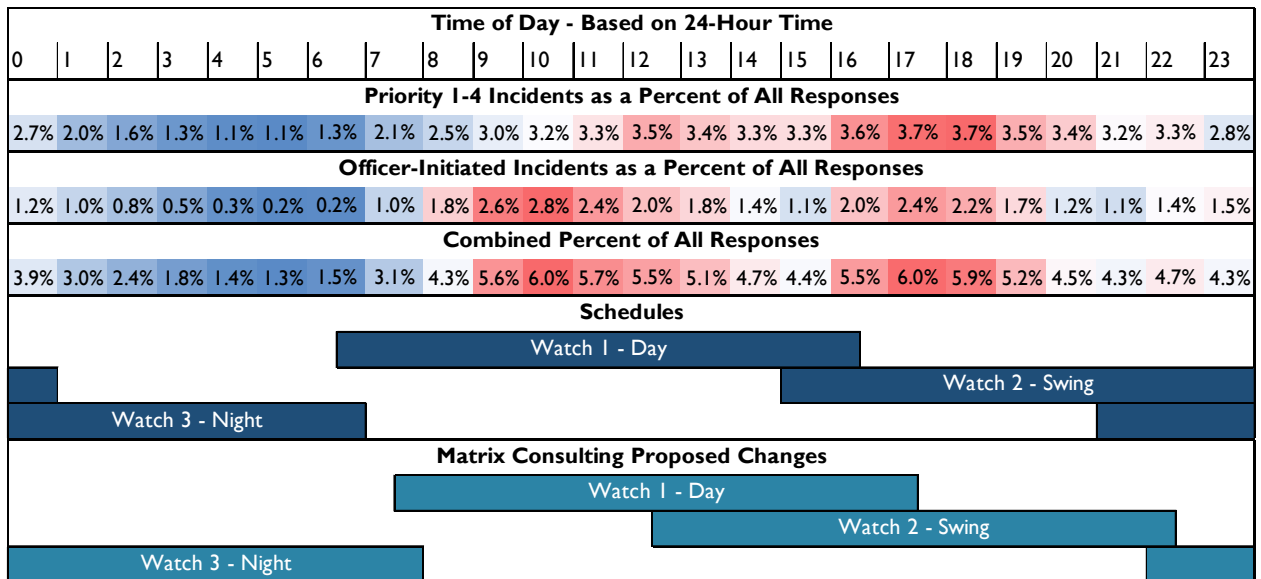 Time of Day - Based on 24-Hour Time
0 1 2 3 4 5 6 7 8 9 10 11 12 13 14 15 16 17 18 19 20 21 22 23
Priority 1-4 Incidents as a Percent of All Responses
2.7% 2.0% 1.6% 1.3% 1.1% 1.1% 1.3% 2.1% 2.5% 3.0% 3.2% 3.3% 3.5% 3.4% 3.3% 3.3% 3.6% 3.7% 3.7% 3.5% 3.4% 3.2% 3.3% 2.8%
Officer-Initiated Incidents as a Percent of All Responses
1.2% 1.0% 0.8% 0.5% 0.3% 0.2% 0.2% 1.0% 1.8% 2.6% 2.8% 2.4% 2.0% 1.8% 1.4% 1.1% 2.0% 2.4% 2.2% 1.7% 1.2% 1.1% 1.4% 1.5%
Combined Percent of All Responses
3.9% 3.0% 2.4% 1.8% 1.4% 1.3% 1.5% 3.1% 4.3% 5.6% 6.0% 5.7% 5.5% 5.1% 4.7% 4.4% 5.5% 6.0% 5.9% 5.2% 4.5% 4.3% 4.7% 4.3%
Schedules
Watch 1 - Day
Watch 2 - Swing
Watch 3 - Night
Matrix Consulting Proposed Changes
Watch 1 - Day
Watch 2 - Swing
Watch 3 - Night